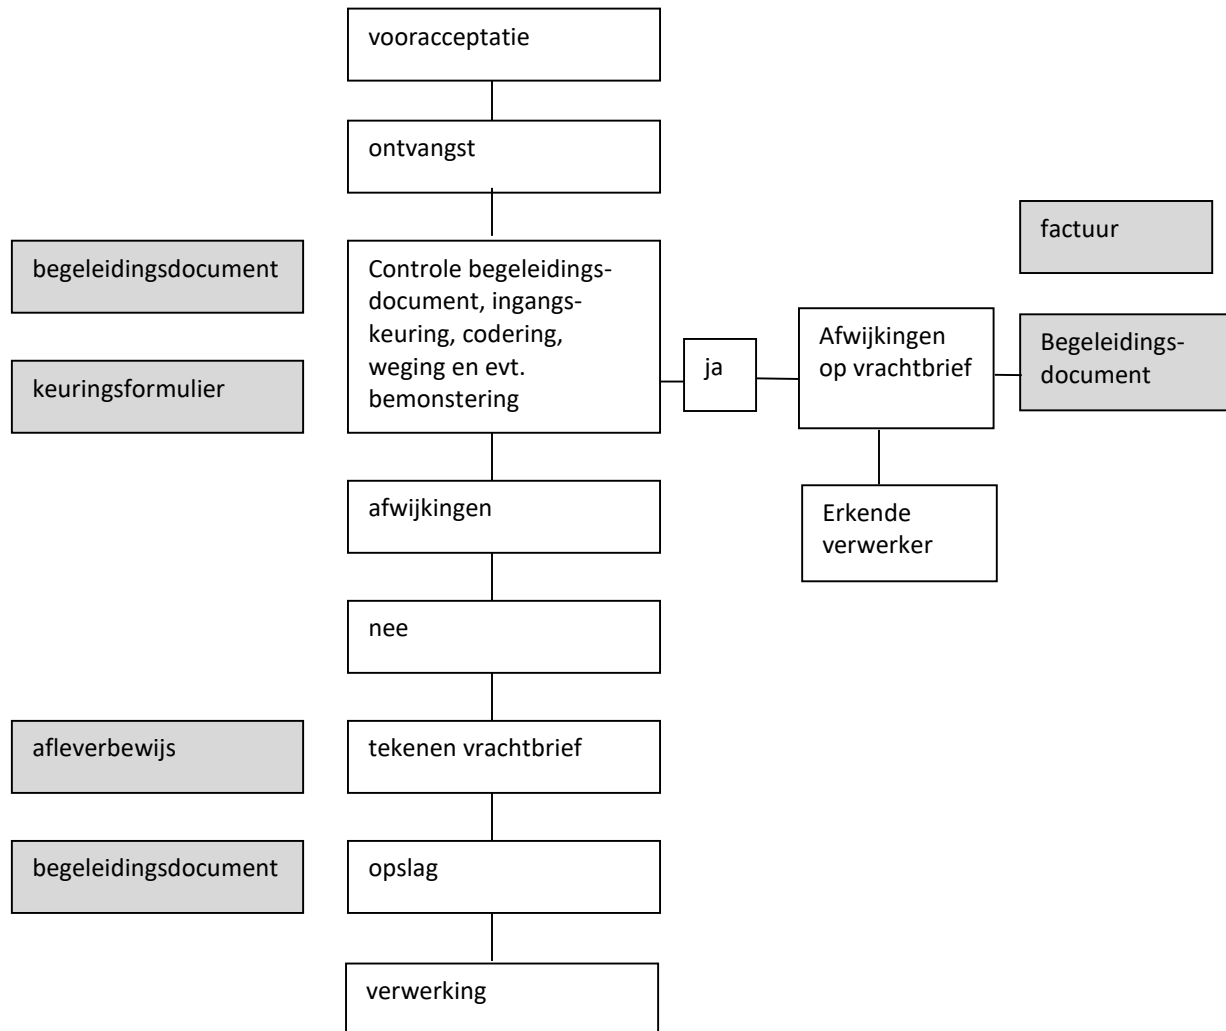 vooracceptatie
ontvangst
factuur
begeleidingsdocument
Controle begeleidings-
document, ingangs-
keuring, codering,
weging en evt.
bemonstering
keuringsformulier
ja
Afwijkingen
op vrachtbrief
Begeleidings-
document
afwijkingen
Erkende
verwerker
nee
afleverbewijs
tekenen vrachtbrief
begeleidingsdocument
opslag
verwerking